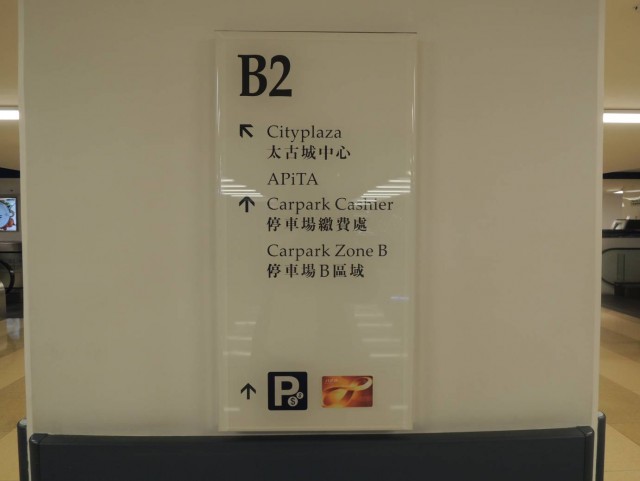 B2
Cityplaza
太古城中心
APiTA
Carpark Cashier
停車場繳費處
Carpark Zone B
停車場B區域
P